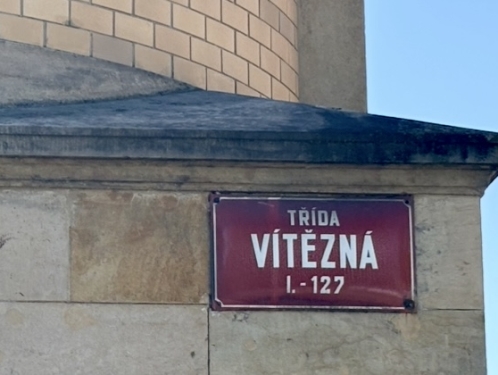 TŘÍDA
VÍTĚZNÁ
I.-127